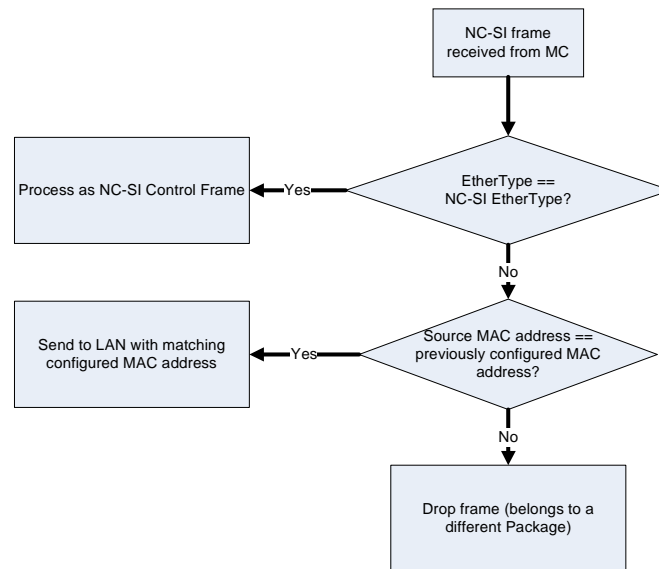 NC-SI frame
received from MC
EtherType ==
NC-SI EtherType?
Yes
Process as NC-SI Control Frame
No
Source MAC address ==
previously configured MAC
address?
Yes
Send to LAN with matching
configured MAC address
No
Drop frame (belongs to a
different Package)